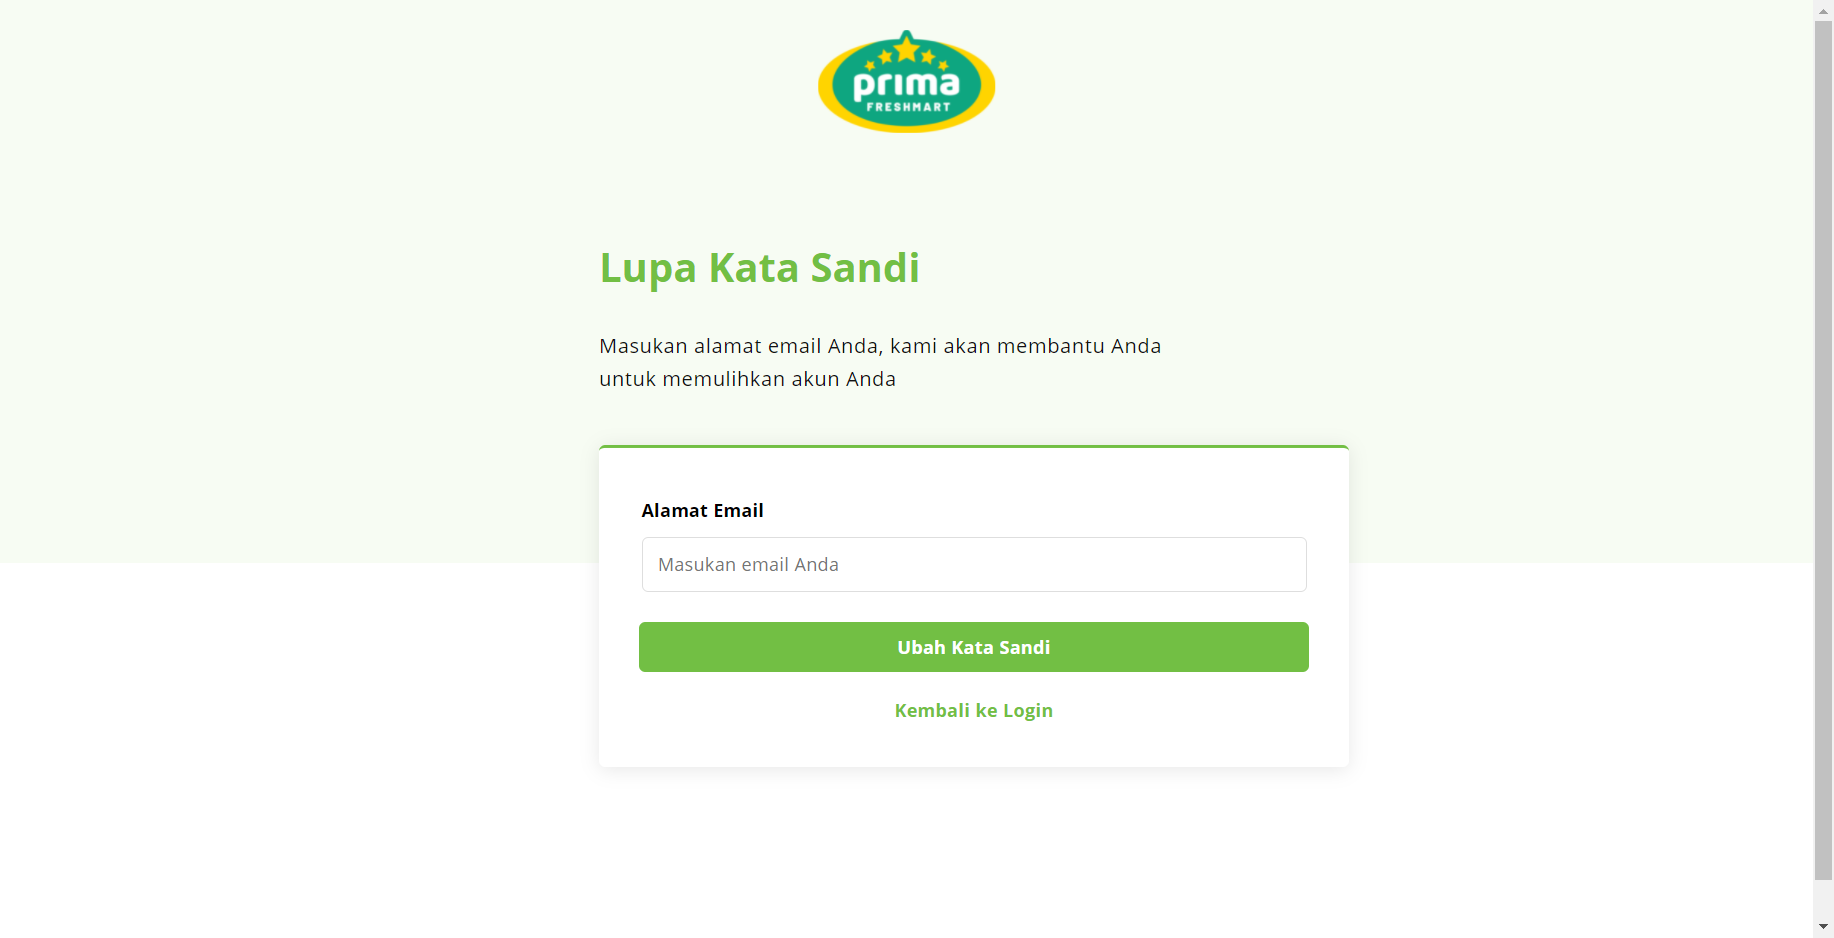 prima
FRESHMART
Lupa Kata Sandi
Masukan alamat email Anda, kami akan membantu Anda
untuk memulihkan akun Anda
Alamat Email
Masukan email Anda
Ubah Kata Sandi
Kembali ke Login